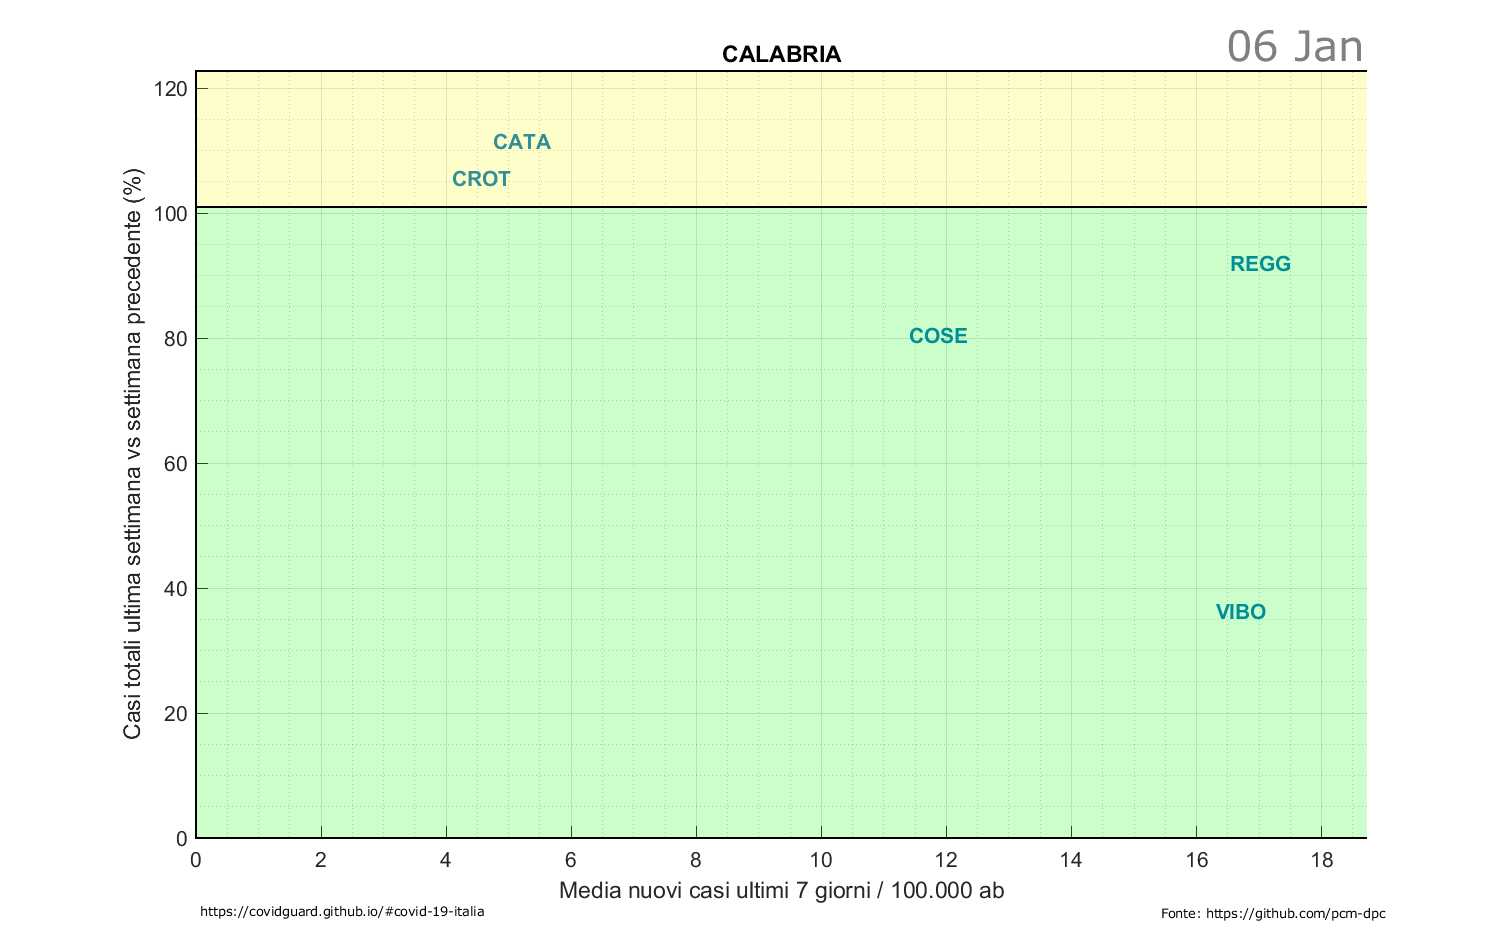 CALABRIA
06 Jan
120
100
80
60
40
20
0
Casi totali ultima settimana vs settimana precedente (%)
CATA
CROT
REGG
COSE
VIBO
0 2 4 6 8 10 12 14 16 18
Media nuovi casi ultimi 7 giorni / 100.000 ab
https://covidguard.github.io/#covid-19-italia
Fonte: https://github.com/pcm-dpc